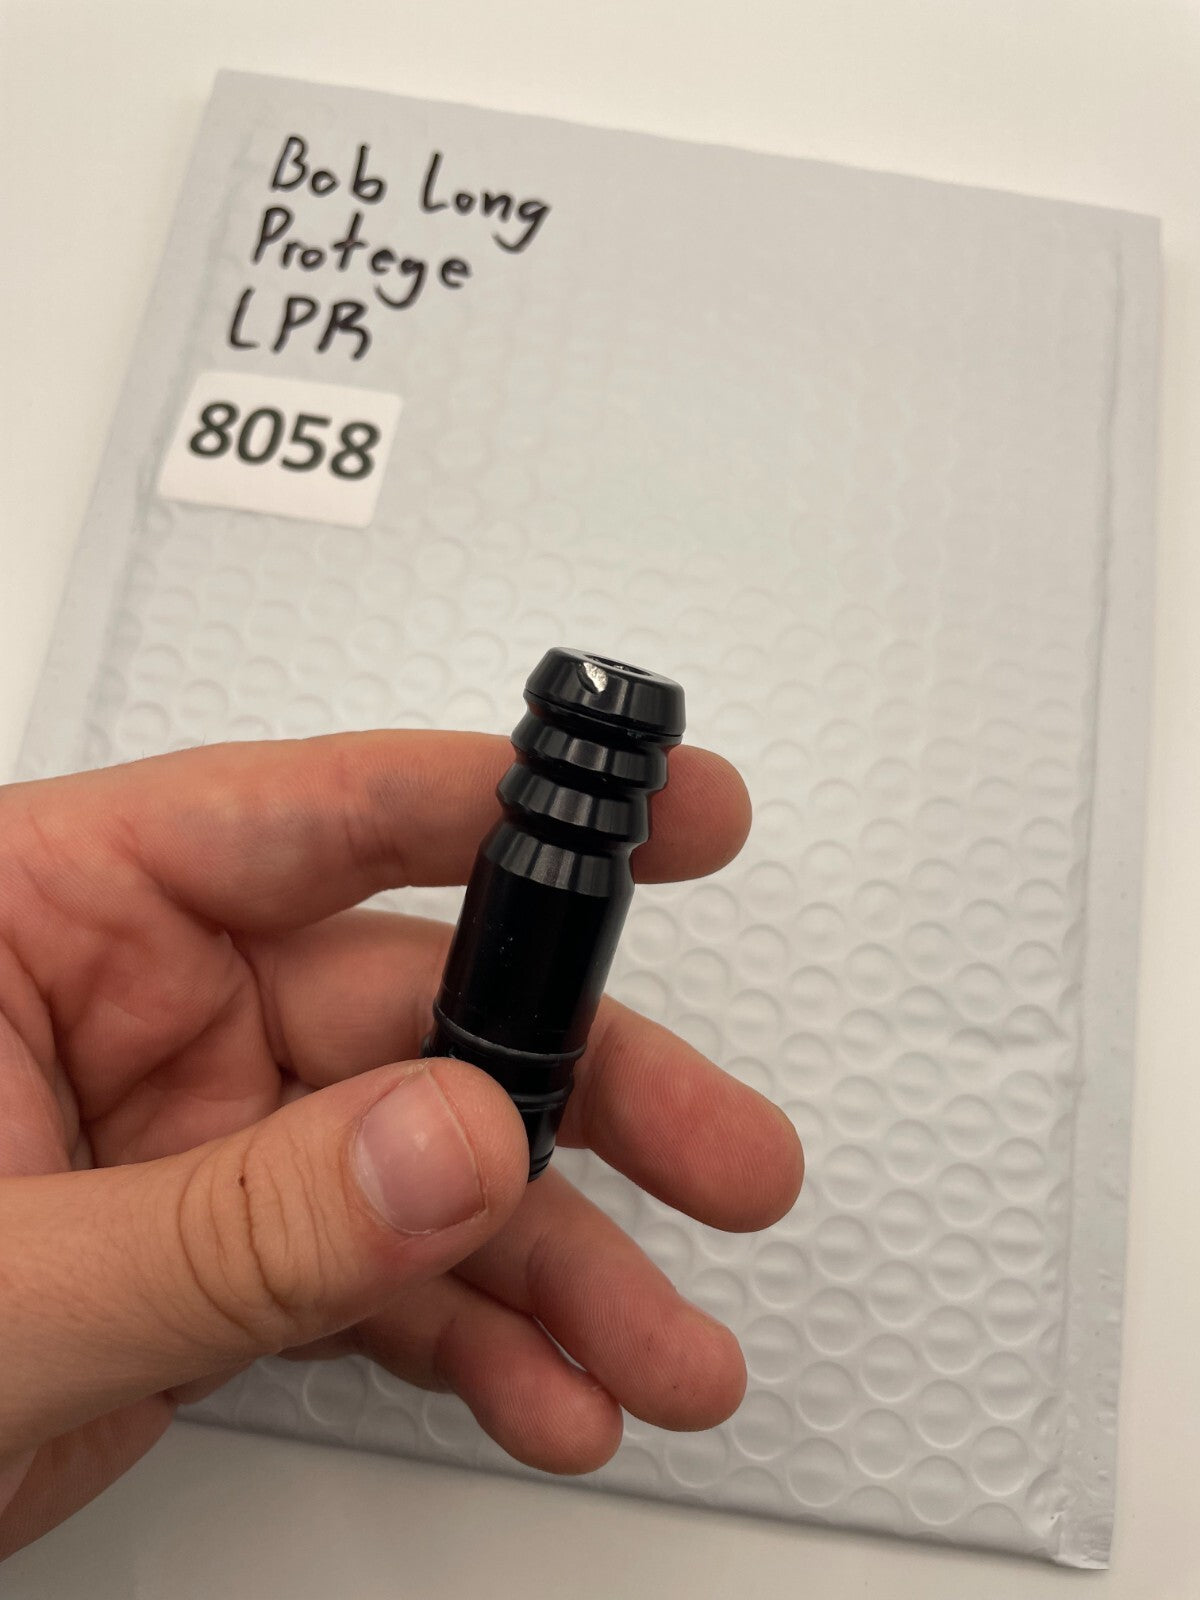 Bob Long
Protege
LPR
8058